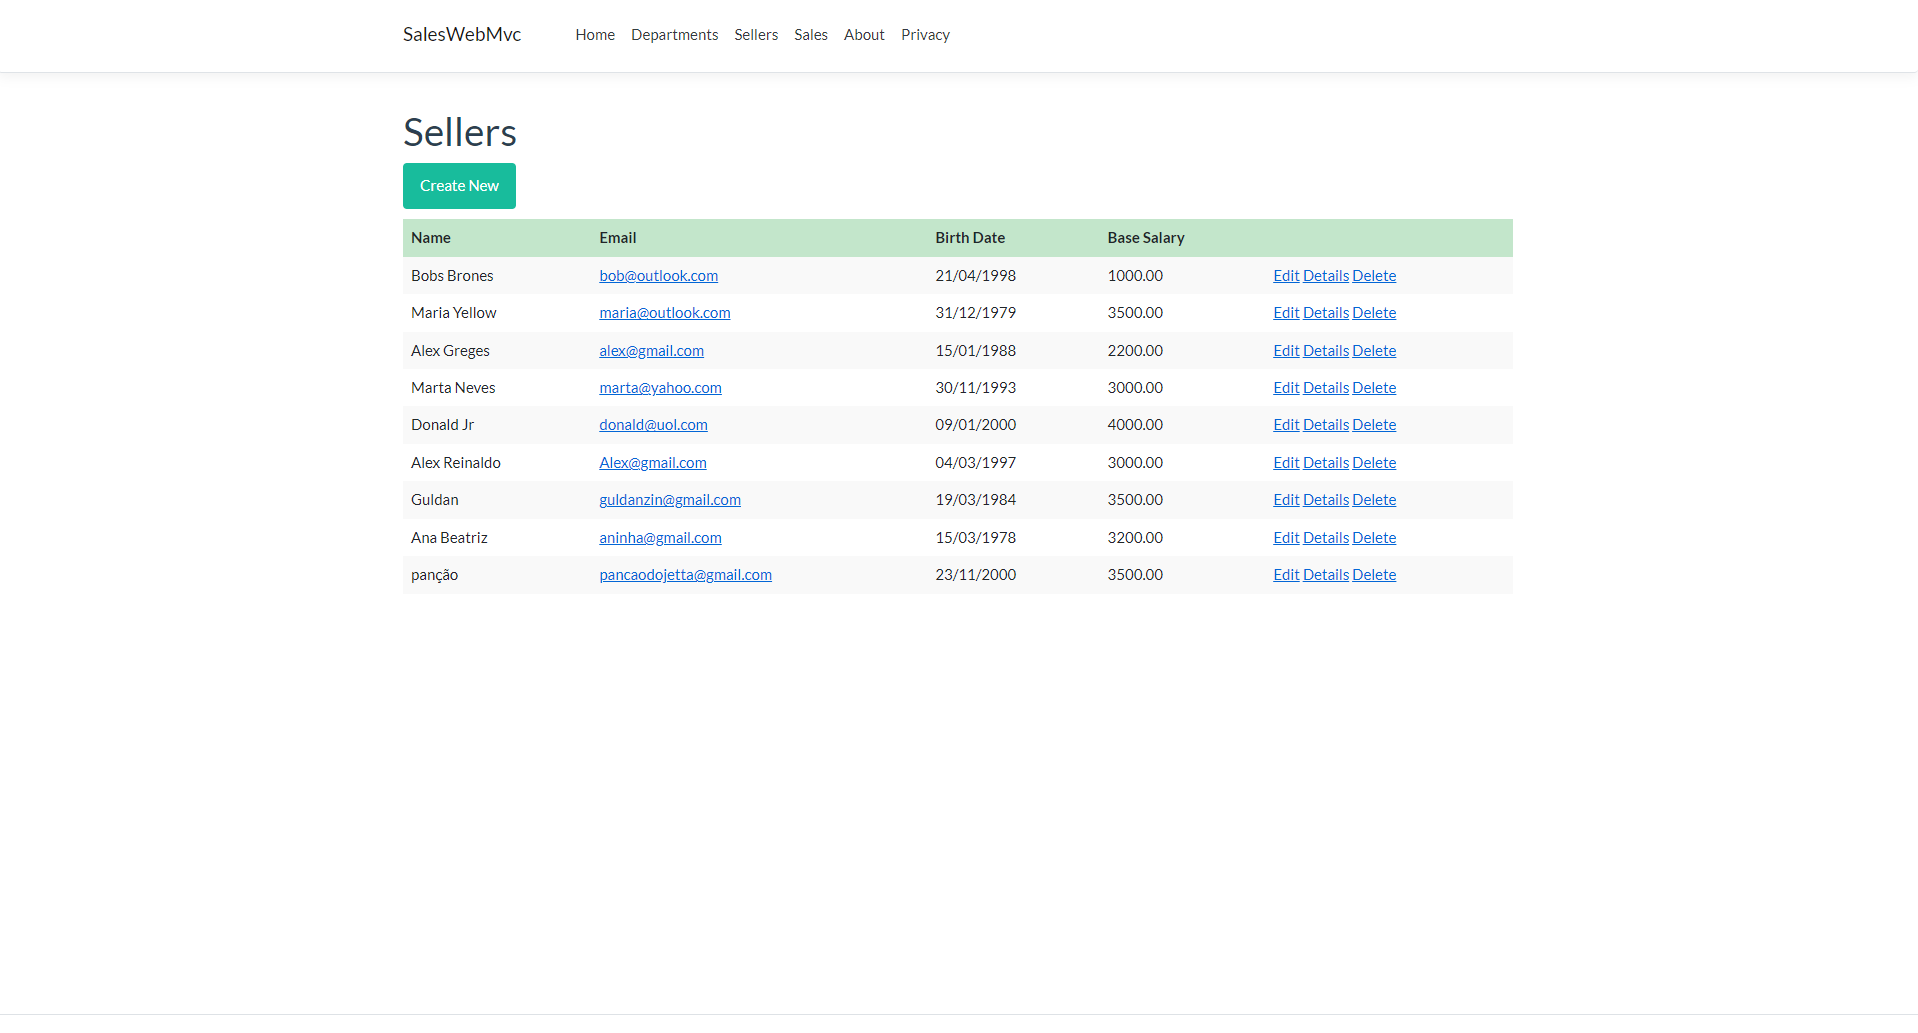 SalesWebMvc Home Departments Sellers Sales About Privacy
Sellers
Create New
Name Email Birth Date Base Salary
Bobs Brones bob@outlook.com 21/04/1998 1000.00 Edit Details Delete
Maria Yellow maria@outlook.com 31/12/1979 3500.00 Edit Details Delete
Alex Greges alex@gmail.com 15/01/1988 2200.00 Edit Details Delete
Marta Neves marta@yahoo.com 30/11/1993 3000.00 Edit Details Delete
Donald Jr donald@uol.com 09/01/2000 4000.00 Edit Details Delete
Alex Reinaldo Alex@gmail.com 04/03/1997 3000.00 Edit Details Delete
Guldan guldanzin@gmail.com 19/03/1984 3500.00 Edit Details Delete
Ana Beatriz aninha@gmail.com 15/03/1978 3200.00 Edit Details Delete
panção pancaodojetta@gmail.com 23/11/2000 3500.00 Edit Details Delete